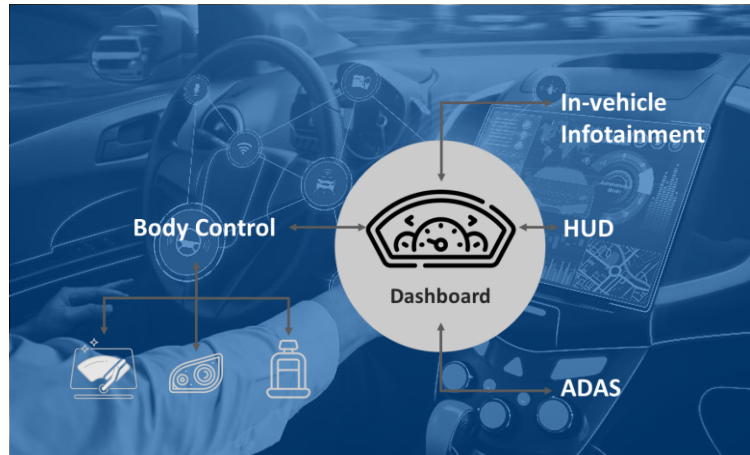 In-vehicle
Infotainment
Body Control
HUD
Dashboard
ADAS